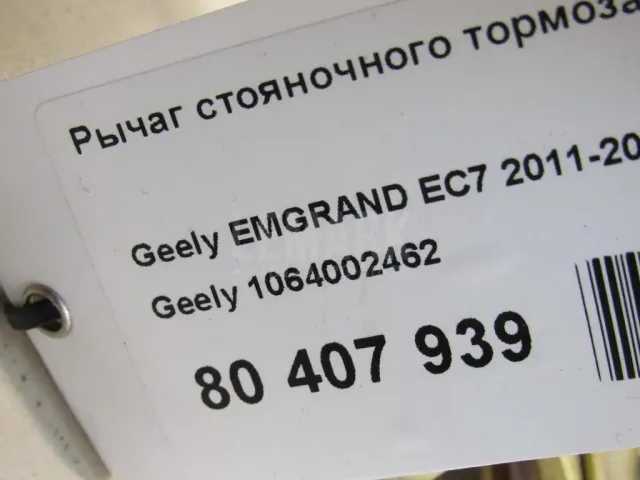 Рычаг стояночного тормоза
Geely EMGRAND EC7 2011-20
Geely 1064002462
80 407 939